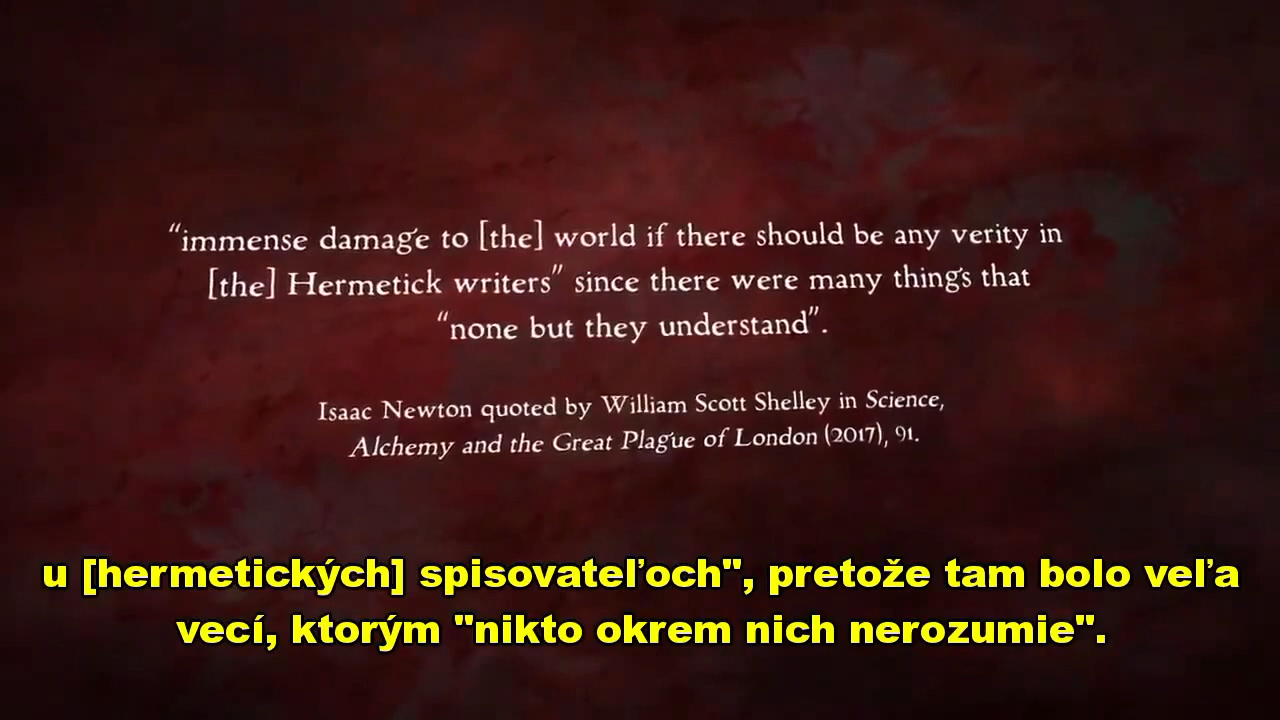 “immense damage to [the] world if there should be any verity in
[the] Hermetick writers” since there were many things that
“none but they understand”.
Isaac Newton quoted by William Scott Shelley in Science,
Alchemy and the Great Plague of London (2017), 91.
u [hermetických] spisovateľoch", pretože tam bolo veľa
vecí, ktorým "nikto okrem nich nerozumie".